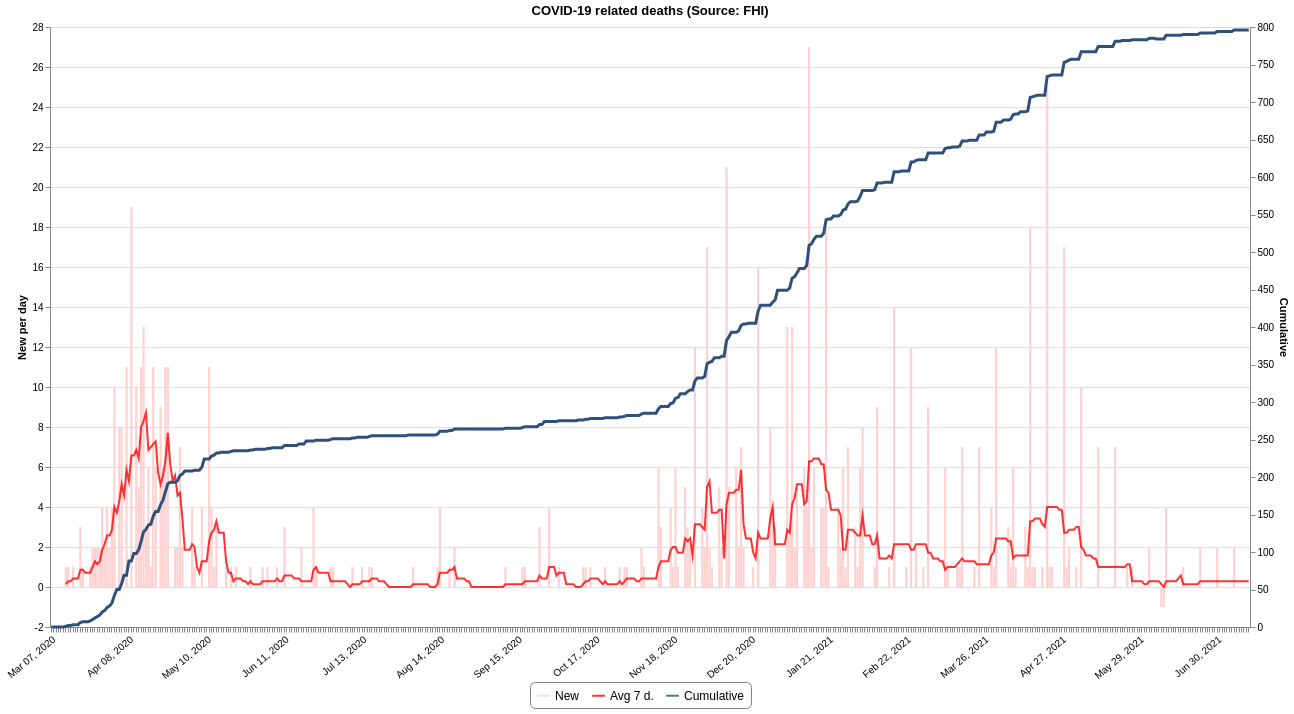 COVID-19 related deaths (Source: FHI)
28
26
24
22
20
18
16
14
12
10
8
6
4
2
0
-2
New per day
800
750
700
650
600
550
500
450
400
350
300
250
200
150
100
50
0
Cumulative
Mar 07, 2020
Apr 08, 2020
May 10, 2020
Jun 11, 2020
Jul 13, 2020
Aug 14, 2020
Sep 15, 2020
Oct 17, 2020
Nov 18, 2020
Dec 20, 2020
Jan 21, 2021
Feb 22, 2021
Mar 26, 2021
Apr 27, 2021
May 29, 2021
Jun 30, 2021
New Avg 7 d. Cumulative